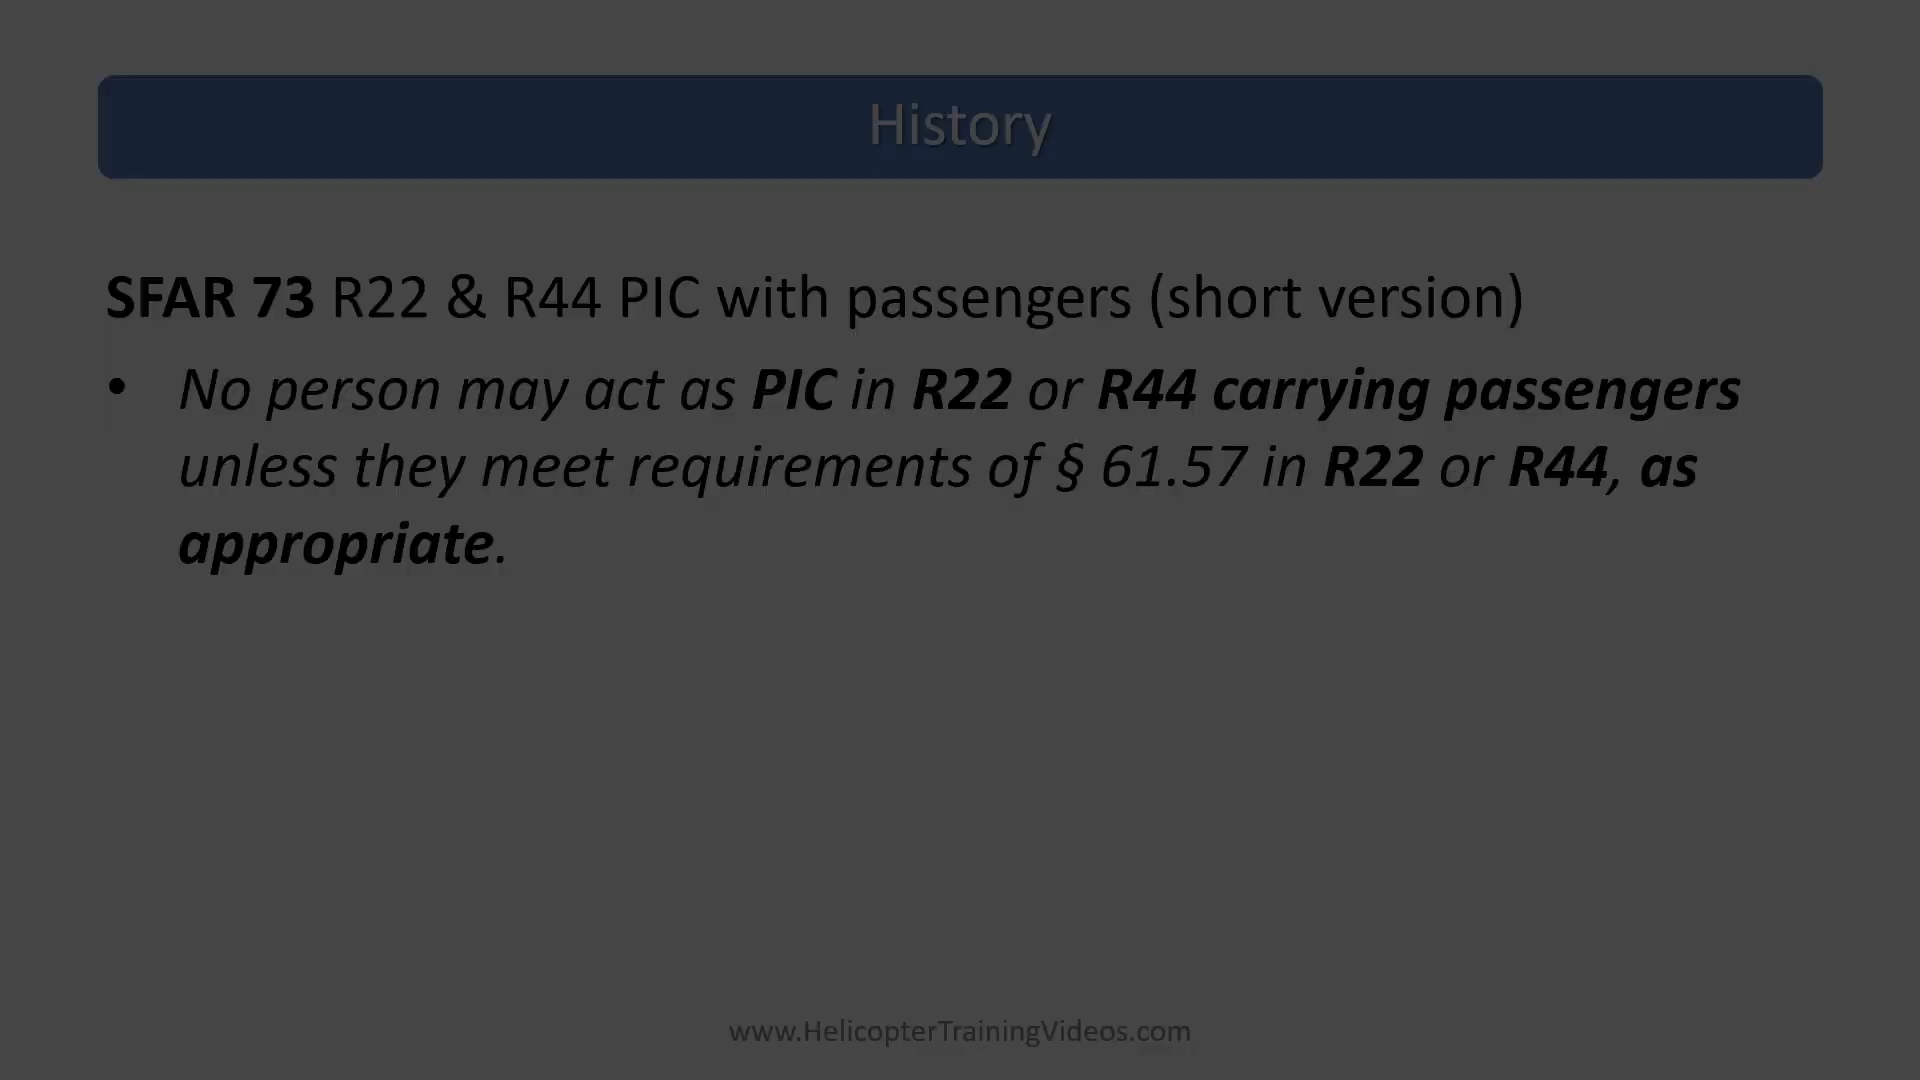 History
SFAR 73 R22 & R44 PIC with passengers (short version)
• No person may act as PIC in R22 or R44 carrying passengers
unless they meet requirements of § 61.57 in R22 or R44, as
appropriate.
www.HelicopterTrainingVideos.com